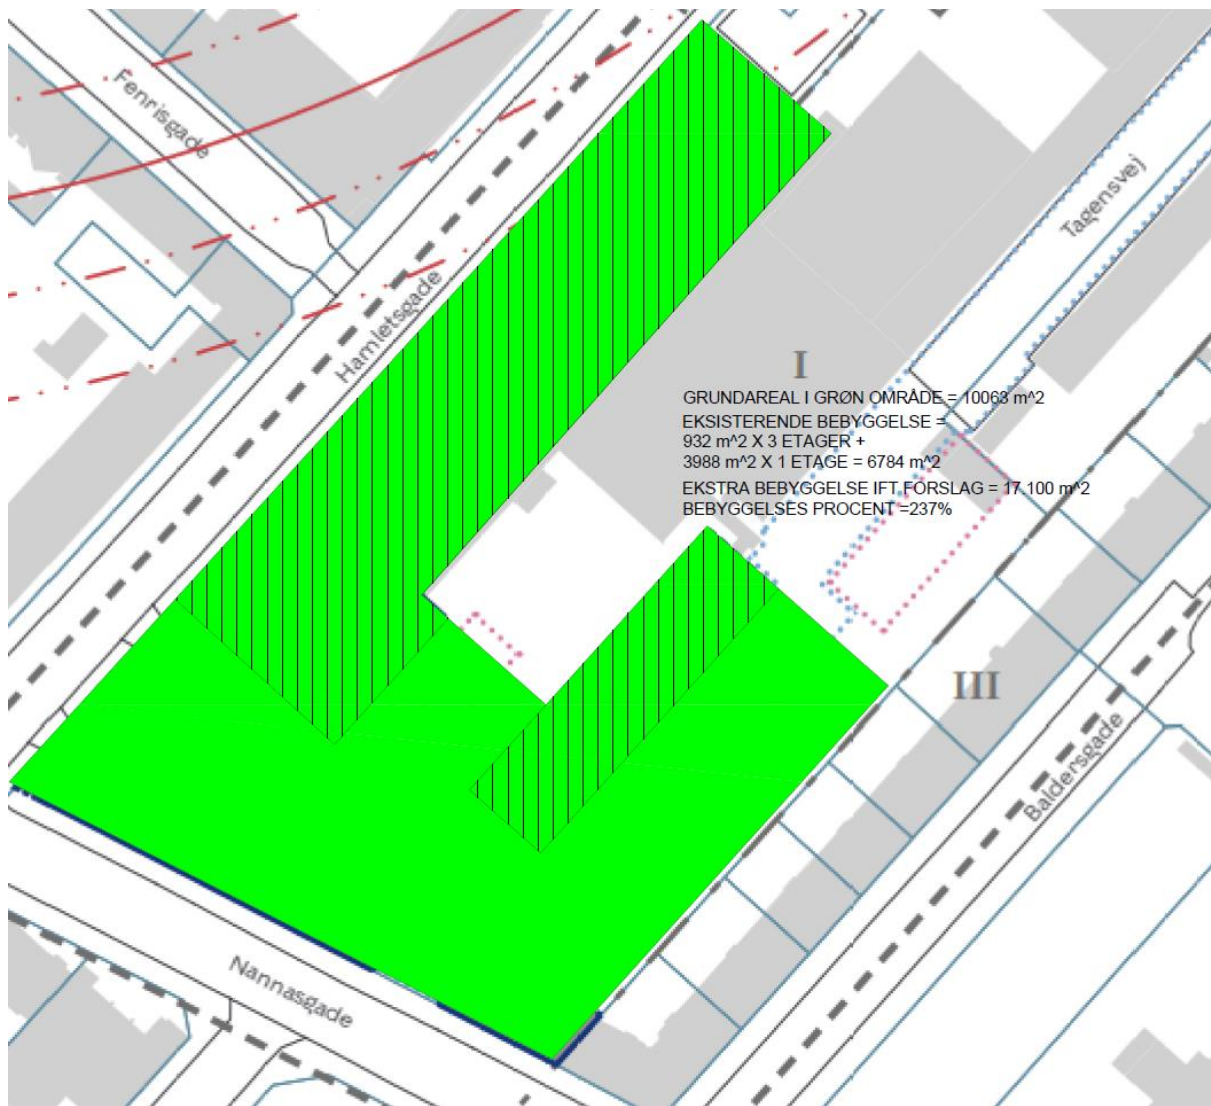 Fenrisgade
Tagensvej
Hamletsgade
I
GRUNDAREAL I GRØN OMRÅDE = 10063 m^2
EKSISTERENDE BEBYGGELSE =
932 m^2 X 3 ETAGER +
3988 m^2 X 1 ETAGE = 6784 m^2
EKSTRA BEBYGGELSE IFT FORSLAG = 17.100 m^2
BEBYGGELSES PROCENT =237%
III
Baldersgade
Nannasgade